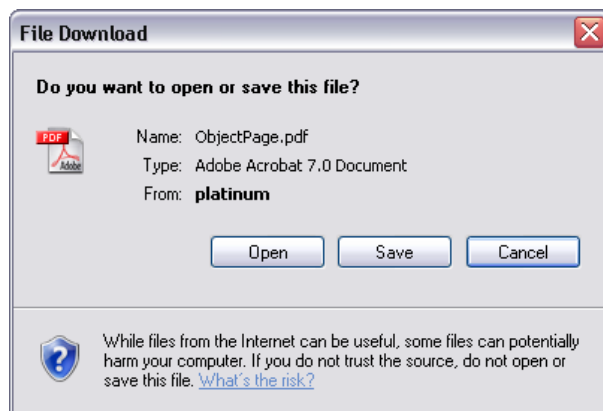 File Download
Do you want to open or save this file?
PDF
Adobe
Name: ObjectPage.pdf
Type: Adobe Acrobat 7.0 Document
From: platinum
Open Save Cancel
While files from the Internet can be useful, some files can potentially
harm your computer. If you do not trust the source, do not open or
save this file. What's the risk?